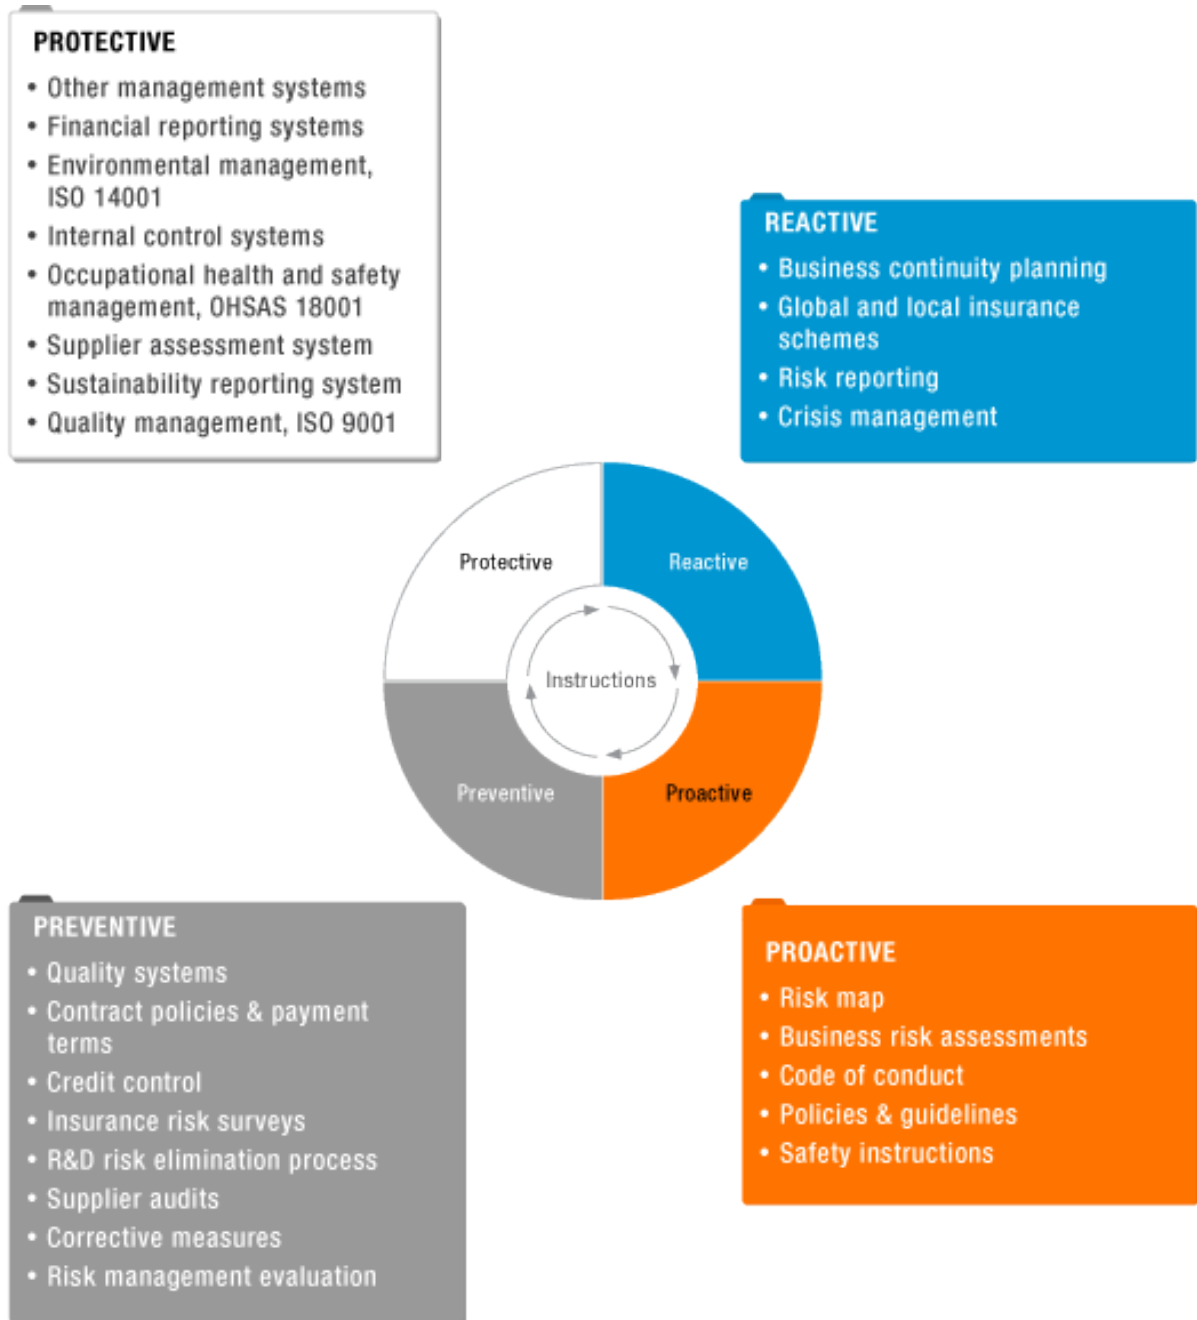 PROTECTIVE
• Other management systems
• Financial reporting systems
• Environmental management,
ISO 14001
• Internal control systems
• Occupational health and safety
management, OHSAS 18001
• Supplier assessment system
• Sustainability reporting system
• Quality management, ISO 9001
REACTIVE
• Business continuity planning
• Global and local insurance
schemes
• Risk reporting
• Crisis management
Protective
Reactive
Instructions
Preventive
Proactive
PREVENTIVE
• Quality systems
• Contract policies & payment
terms
• Credit control
• Insurance risk surveys
• R&D risk elimination process
• Supplier audits
• Corrective measures
• Risk management evaluation
PROACTIVE
• Risk map
• Business risk assessments
• Code of conduct
• Policies & guidelines
• Safety instructions